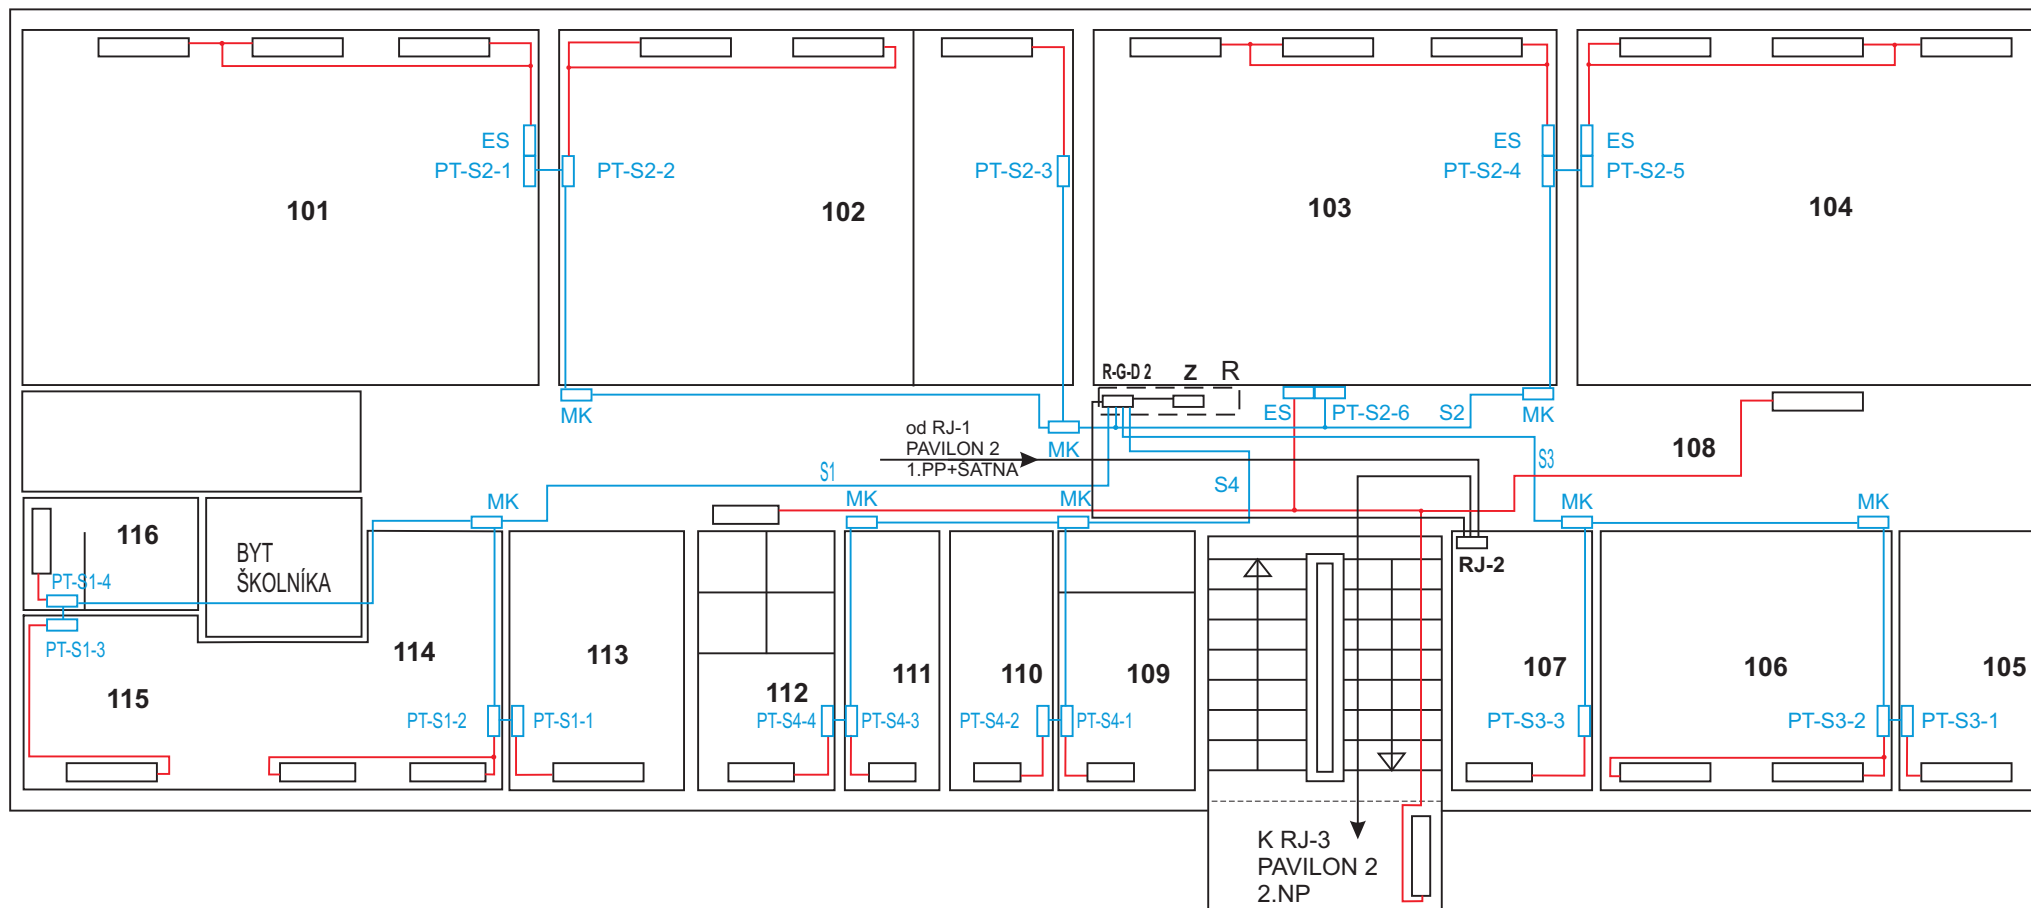 ES
PT-S2-1
PT-S2-2
PT-S2-3
ES
PT-S2-4
ES
PT-S2-5
101
102
103
104
R-G-D 2
Z
R
MK
MK
ES
PT-S2-6
S2
MK
od RJ-1
PAVILON 2
1.PP+ŠATNA
S1
S4
S3
108
MK
MK
MK
MK
MK
116
BYT
ŠKOLNÍKA
PT-S1-4
PT-S1-3
RJ-2
115
114
113
112
111
110
109
107
106
105
PT-S1-2
PT-S1-1
PT-S4-4
PT-S4-3
PT-S4-2
PT-S4-1
PT-S3-3
PT-S3-2
PT-S3-1
K RJ-3
PAVILON 2
2.NP